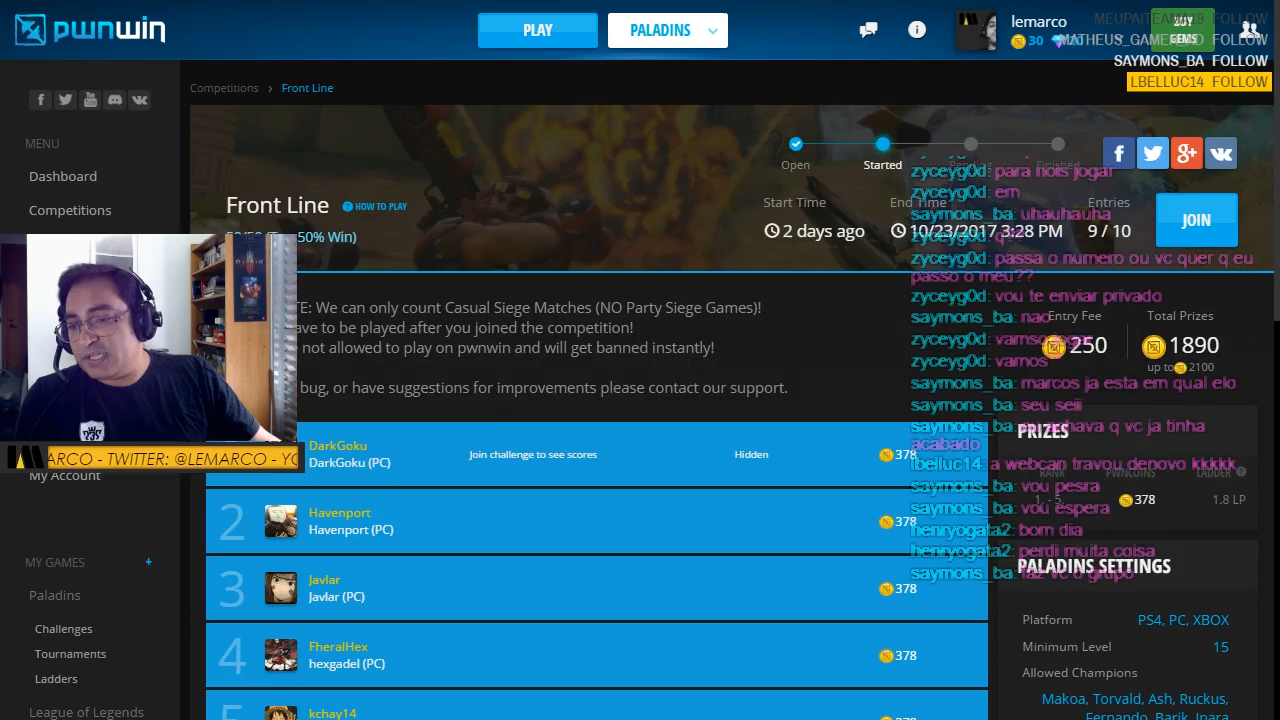 pwnwin
PLAY
PALADINS
lemarco
30
BUY
GEMS
FOLLOW
FOLLOW
SAYMONS_BA FOLLOW
LBELLUC14 FOLLOW
Competitions > Front Line
MENU
Dashboard
Competitions
My Account
MY GAMES +
Paladins
Challenges
Tournaments
Ladders
League of Legends
Open
Started
Front Line
HOW TO PLAY
50% Win)
Start Time
2 days ago
End Time
10/23/2017 3:28 PM
Entries
9 / 10
JOIN
TE: We can only count Casual Siege Matches (NO Party Siege Games)!
ave to be played after you joined the competition!
not allowed to play on pwnwin and will get banned instantly!
bug, or have suggestions for improvements please contact our support.
ARCO - TWITTER: @LEMARCO - YO
DarkGoku
DarkGoku (PC)
Join challenge to see scores
Hidden
378
2
Havenport
Havenport (PC)
378
3
Javlar
Javlar (PC)
378
4
FheralHex
hexgadel (PC)
378
5
kchay14
378
zyceyg0d: para nois jogar
zyceyg0d: em
saymons_ba: uhauhauha
zyceyg0d: q?
zyceyg0d: passa o numero ou vc quer q eu
passo o meu??
zyceyg0d: vou te enviar privado
saymons_ba: nao
zyceyg0d:
zyceyg0d: vamos
saymons_ba: marcos ja esta em qual elo
saymons_ba: seu seii
saymons_ba: achava q vc ja tinha
acabado
lbelluc14: a webcan travou denovo kkkkk
saymons_ba: vou pesra
saymons_ba: vou espera
henryogata2: bom dia
henryogata2: perdi muita coisa
saymons_ba: faz vc o grupo
Entry Fee
250
Total Prizes
1890
up to 2100
PRIZES
RANK
PWNCOINS
LADDER
1. - 5.
378
1.8 LP
PALADINS SETTINGS
Platform
PS4, PC, XBOX
Minimum Level
15
Allowed Champions
Makoa, Torvald, Ash, Ruckus,
Fernando, Barik, Inara